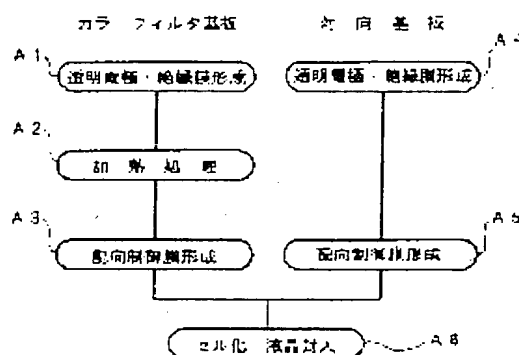 カラーフィルタ基板
対向基板
A1
透明電極・絶縁膜形成
透明電極・絶縁膜形成
A2
加熱処理
A3
配向制御膜形成
配向制御膜形成
A5
セル化 液晶封入
A6